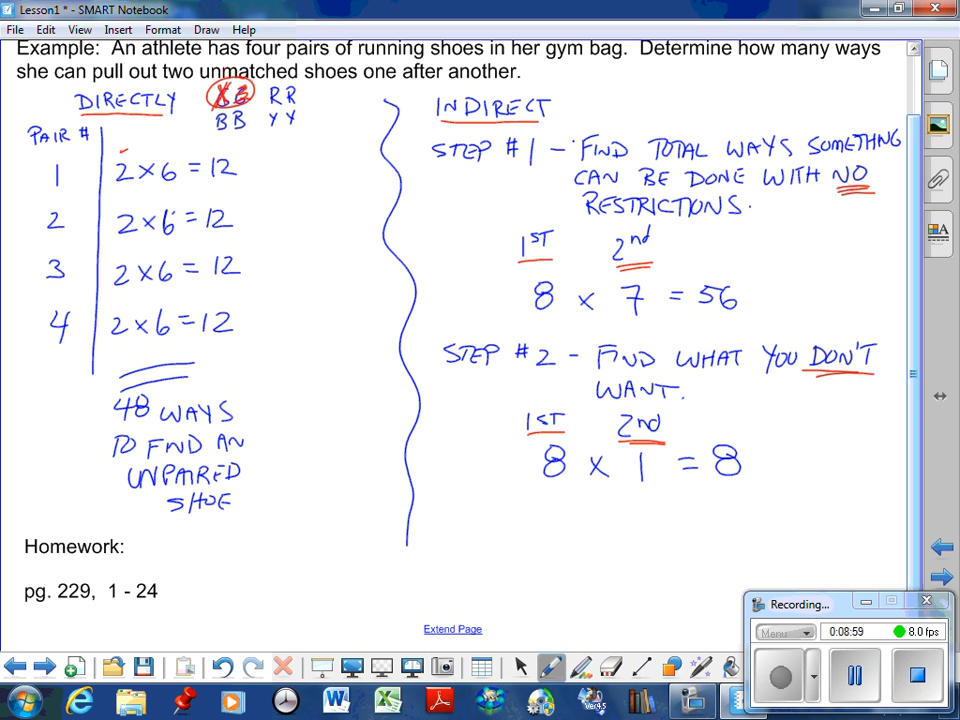 Lesson1 * - SMART Notebook
File Edit View Insert Format Draw Help
Example: An athlete has four pairs of running shoes in her gym bag. Determine how many ways
she can pull out two unmatched shoes one after another.
DIRECTLY
R R
B B Y Y
PAIR #
1 2 × 6 = 12
2 2 × 6 = 12
3 2 × 6 = 12
4 2 × 6 = 12
48 WAYS
TO FIND AN
UNPAIRED
SHOE
INDIRECT
STEP #1 - FIND TOTAL WAYS SOMETHNG
CAN BE DONE WITH NO
RESTRICTIONS.
1ST 2nd
8 × 7 = 56
STEP #2 - FIND WHAT YOU DON'T
WANT.
1ST 2nd
8 × 1 = 8
Homework:
pg. 229, 1 - 24
Extend Page
Recording...
Menu 0:08:59 8.0 fps